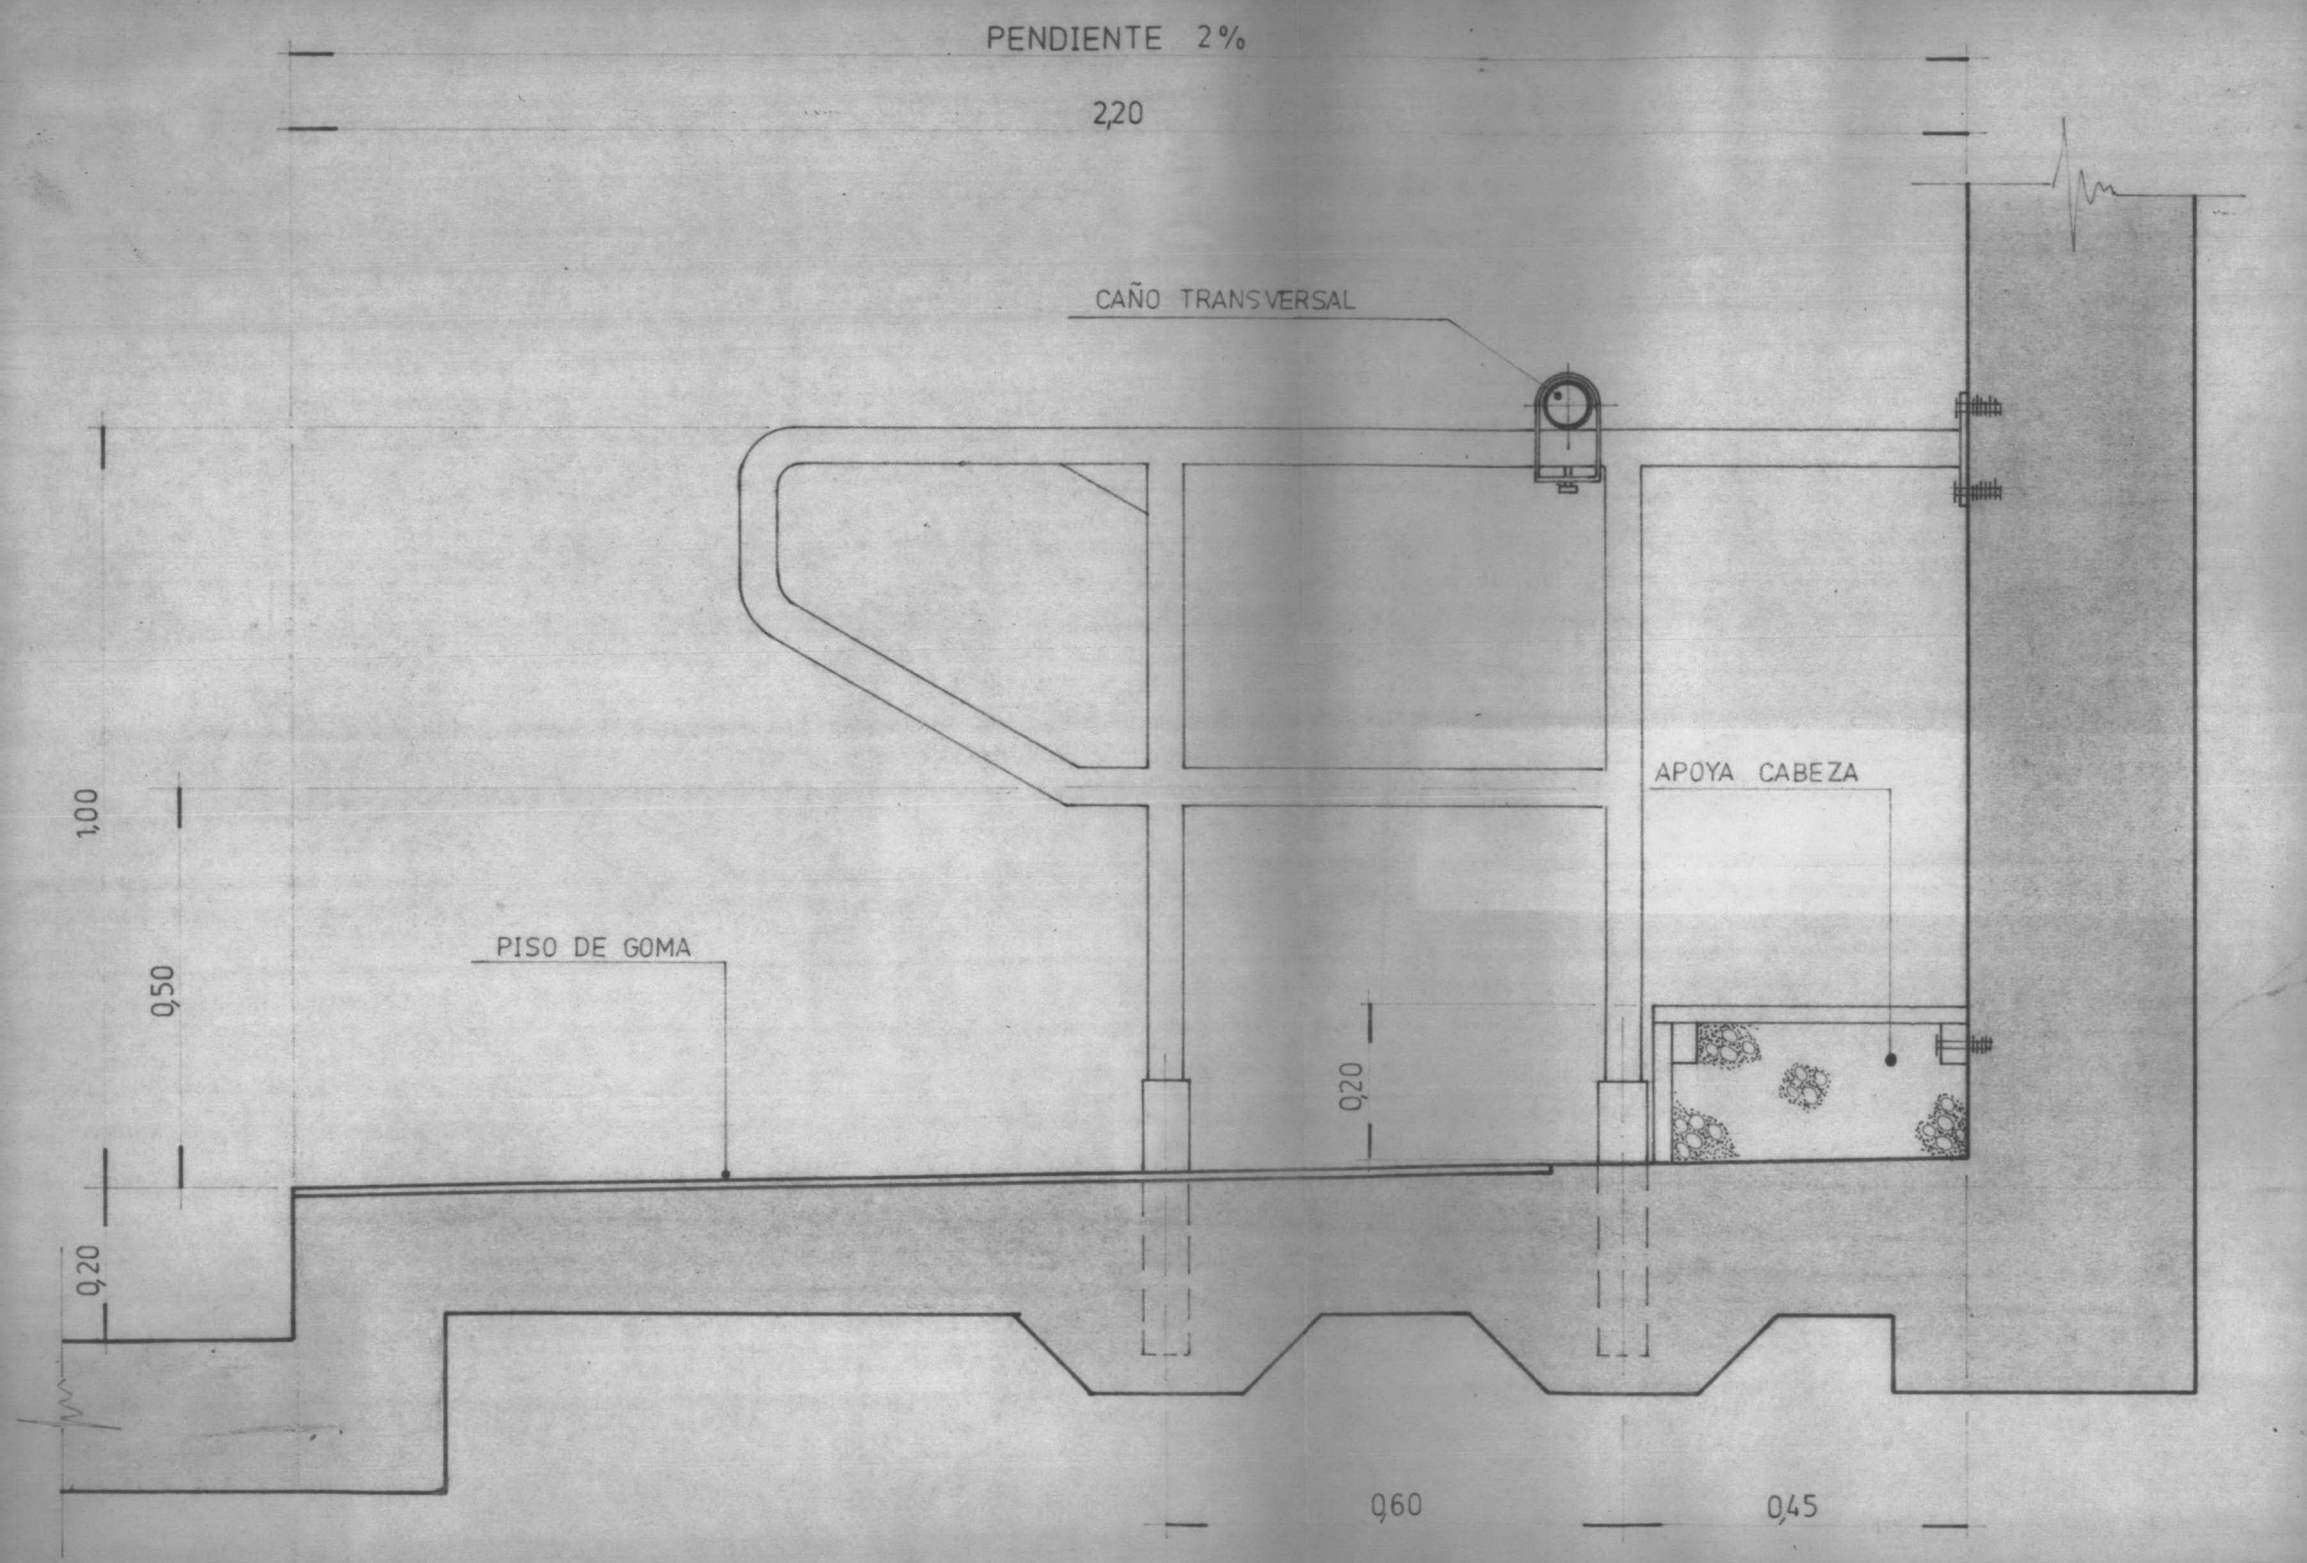 PENDIENTE 2%
2,20
CAÑO TRANSVERSAL
APOYA CABEZA
1,00
PISO DE GOMA
0,50
0,20
0,20
0,60
0,45